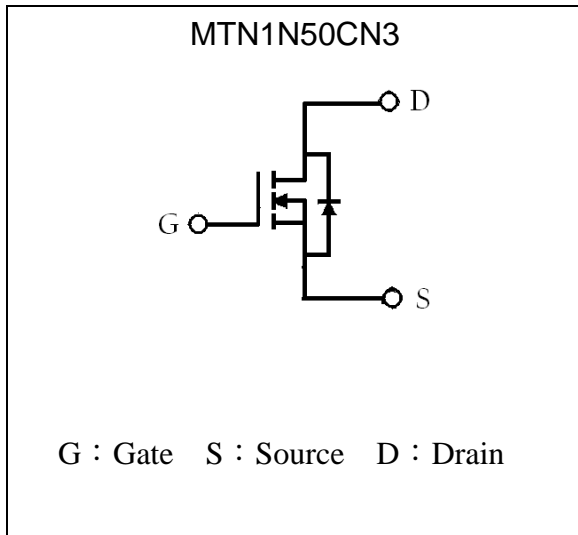 MTN1N50CN3
D
G
S
G：Gate S：Source D：Drain